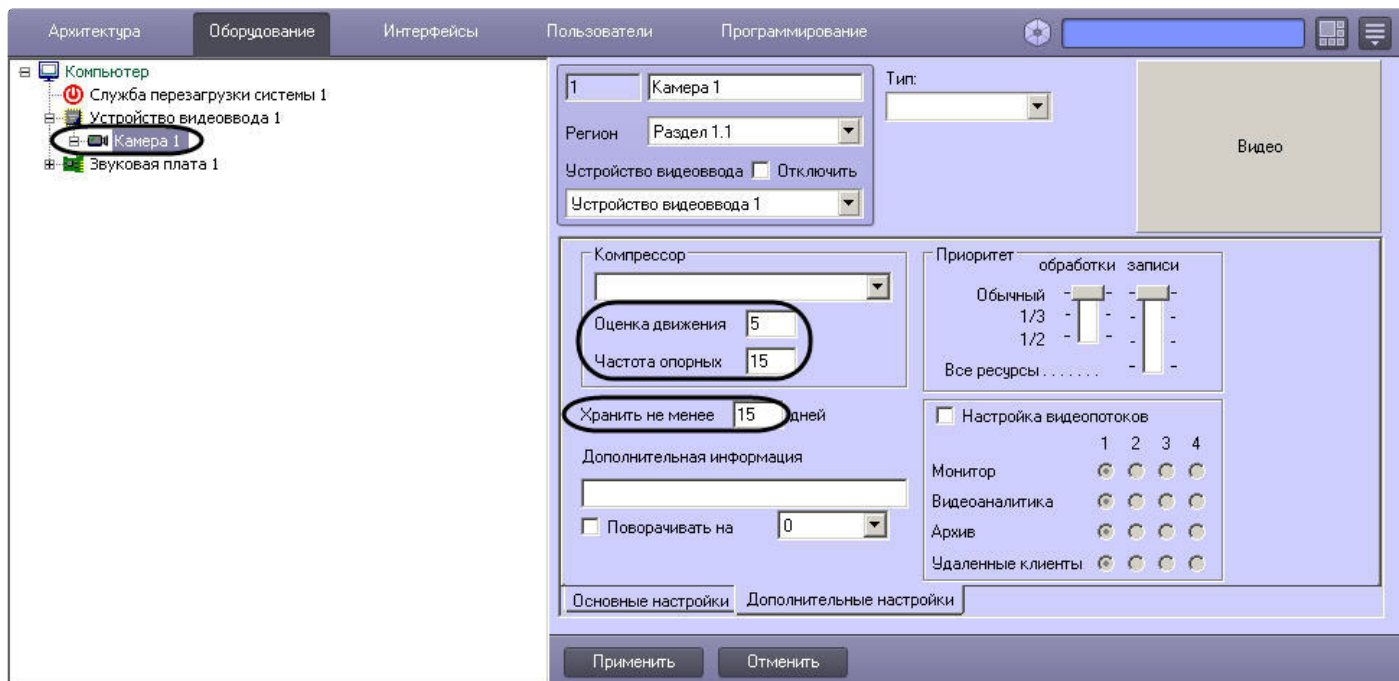 Архитектура Оборудование Интерфейсы Пользователи Программирование
Компьютер
Служба перезагрузки системы 1
Устройство видеоввода 1
Камера 1
Звуковая плата 1
1 Камера 1
Тип:
Регион Раздел 1.1
Устройство видеоввода Отключить
Устройство видеоввода 1
Видео
Компрессор
Оценка движения 5
Частота опорных 15
Хранить не менее 15 дней
Дополнительная информация
Поворачивать на 0
Приоритет
обработки записи
Обычный
1/3
1/2
Все ресурсы.......
Настройка видеопотоков
1 2 3 4
Монитор
Видеоаналитика
Архив
Удаленные клиенты
Основные настройки Дополнительные настройки
Применить Отменить